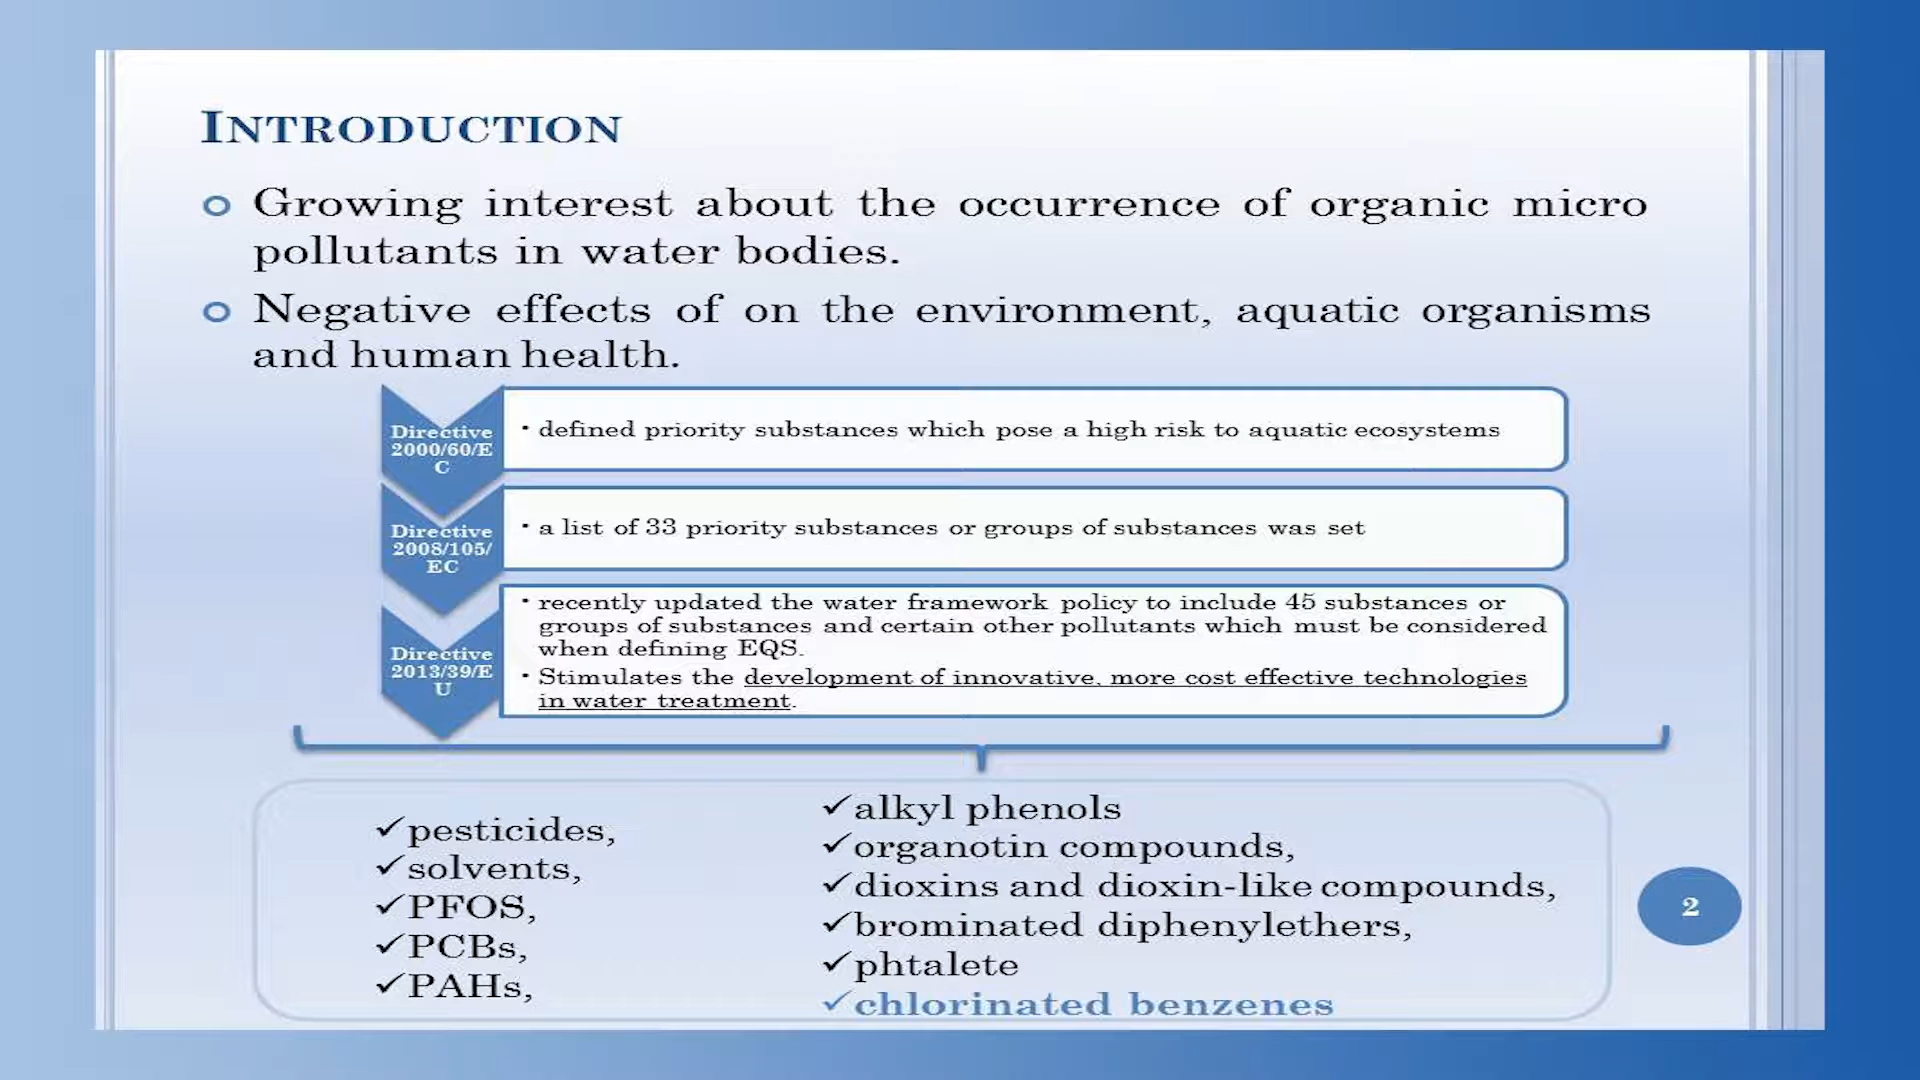 INTRODUCTION
Growing interest about the occurrence of organic micro
pollutants in water bodies.
Negative effects of on the environment, aquatic organisms
and human health.
Directive
2000/60/E
C
• defined priority substances which pose a high risk to aquatic ecosystems
Directive
2008/105/
EC
• a list of 33 priority substances or groups of substances was set
Directive
2013/39/E
U
• recently updated the water framework policy to include 45 substances or
groups of substances and certain other pollutants which must be considered
when defining EQS.
• Stimulates the development of innovative, more cost effective technologies
in water treatment.
✓pesticides,
✓solvents,
✓PFOS,
✓PCBs,
✓PAHs,
✓alkyl phenols
✓organotin compounds,
✓dioxins and dioxin-like compounds,
✓brominated diphenylethers,
✓phtalete
✓chlorinated benzenes
2